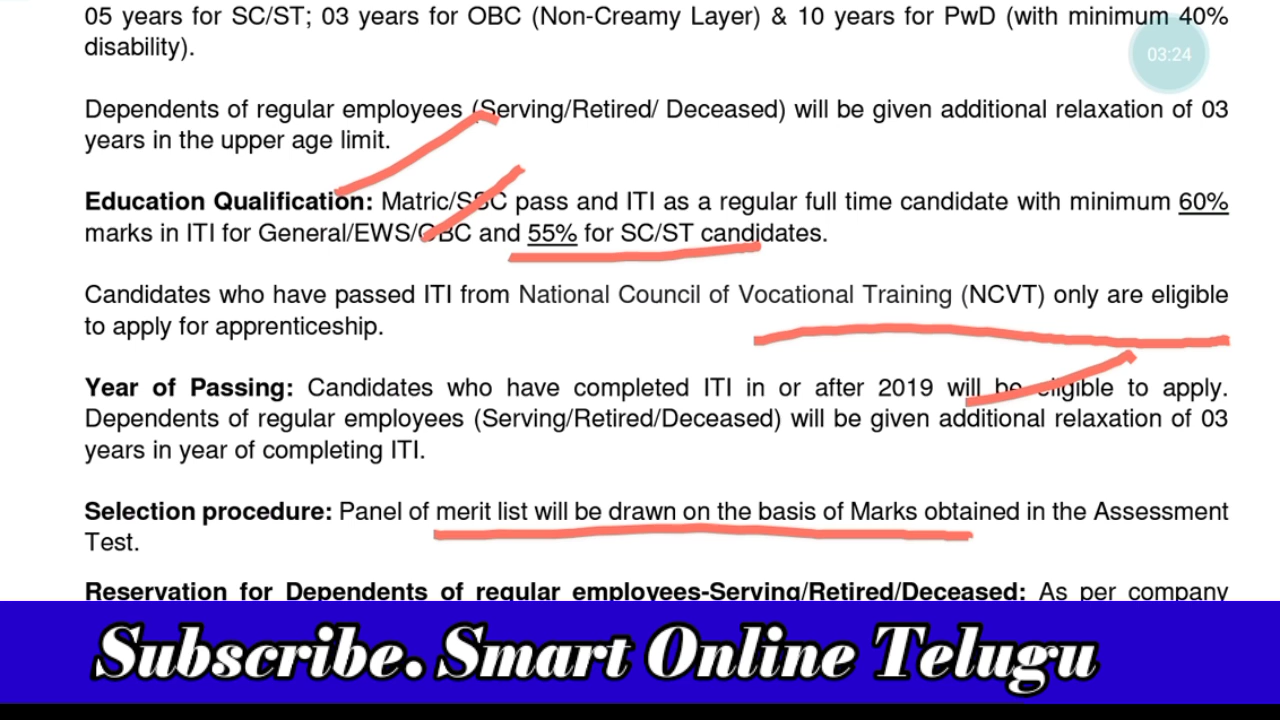 05 years for SC/ST; 03 years for OBC (Non-Creamy Layer) & 10 years for PwD (with minimum 40%
disability).
03:24
Dependents of regular employees (Serving/Retired/ Deceased) will be given additional relaxation of 03
years in the upper age limit.
Education Qualification: Matric/SSC pass and ITI as a regular full time candidate with minimum 60%
marks in ITI for General/EWS/OBC and 55% for SC/ST candidates.
Candidates who have passed ITI from National Council of Vocational Training (NCVT) only are eligible
to apply for apprenticeship.
Year of Passing: Candidates who have completed ITI in or after 2019 will be eligible to apply.
Dependents of regular employees (Serving/Retired/Deceased) will be given additional relaxation of 03
years in year of completing ITI.
Selection procedure: Panel of merit list will be drawn on the basis of Marks obtained in the Assessment
Test.
Reservation for Dependents of regular employees-Serving/Retired/Deceased: As per company
Subscribe. Smart Online Telugu